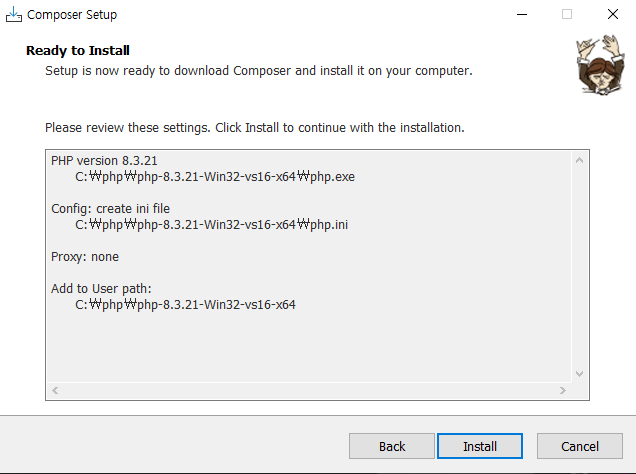 Composer Setup
Ready to Install
Setup is now ready to download Composer and install it on your computer.
Please review these settings. Click Install to continue with the installation.
PHP version 8.3.21
C:₩php₩php-8.3.21-Win32-vs16-x64₩php.exe
Config: create ini file
C:₩php₩php-8.3.21-Win32-vs16-x64₩php.ini
Proxy: none
Add to User path:
C:₩php₩php-8.3.21-Win32-vs16-x64
Back
Install
Cancel